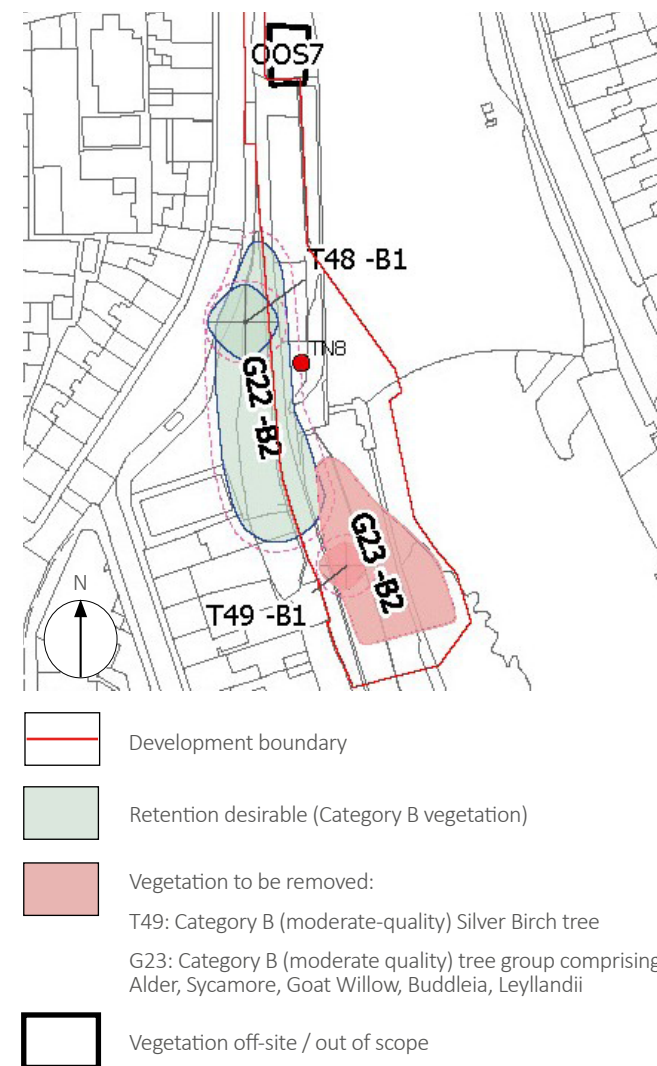 OOS7
T48 -B1
TN8
G22 -B2
G23 -B2
N
T49 -B1
Development boundary
Retention desirable (Category B vegetation)
Vegetation to be removed:
T49: Category B (moderate-quality) Silver Birch tree
G23: Category B (moderate quality) tree group comprising
Alder, Sycamore, Goat Willow, Buddleia, Leyllandii
Vegetation off-site / out of scope